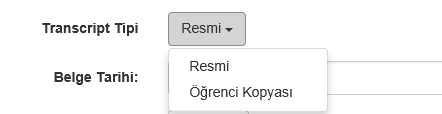 Transcript Tipi Resmi
Resmi
Belge Tarihi:
Öğrenci Kopyası